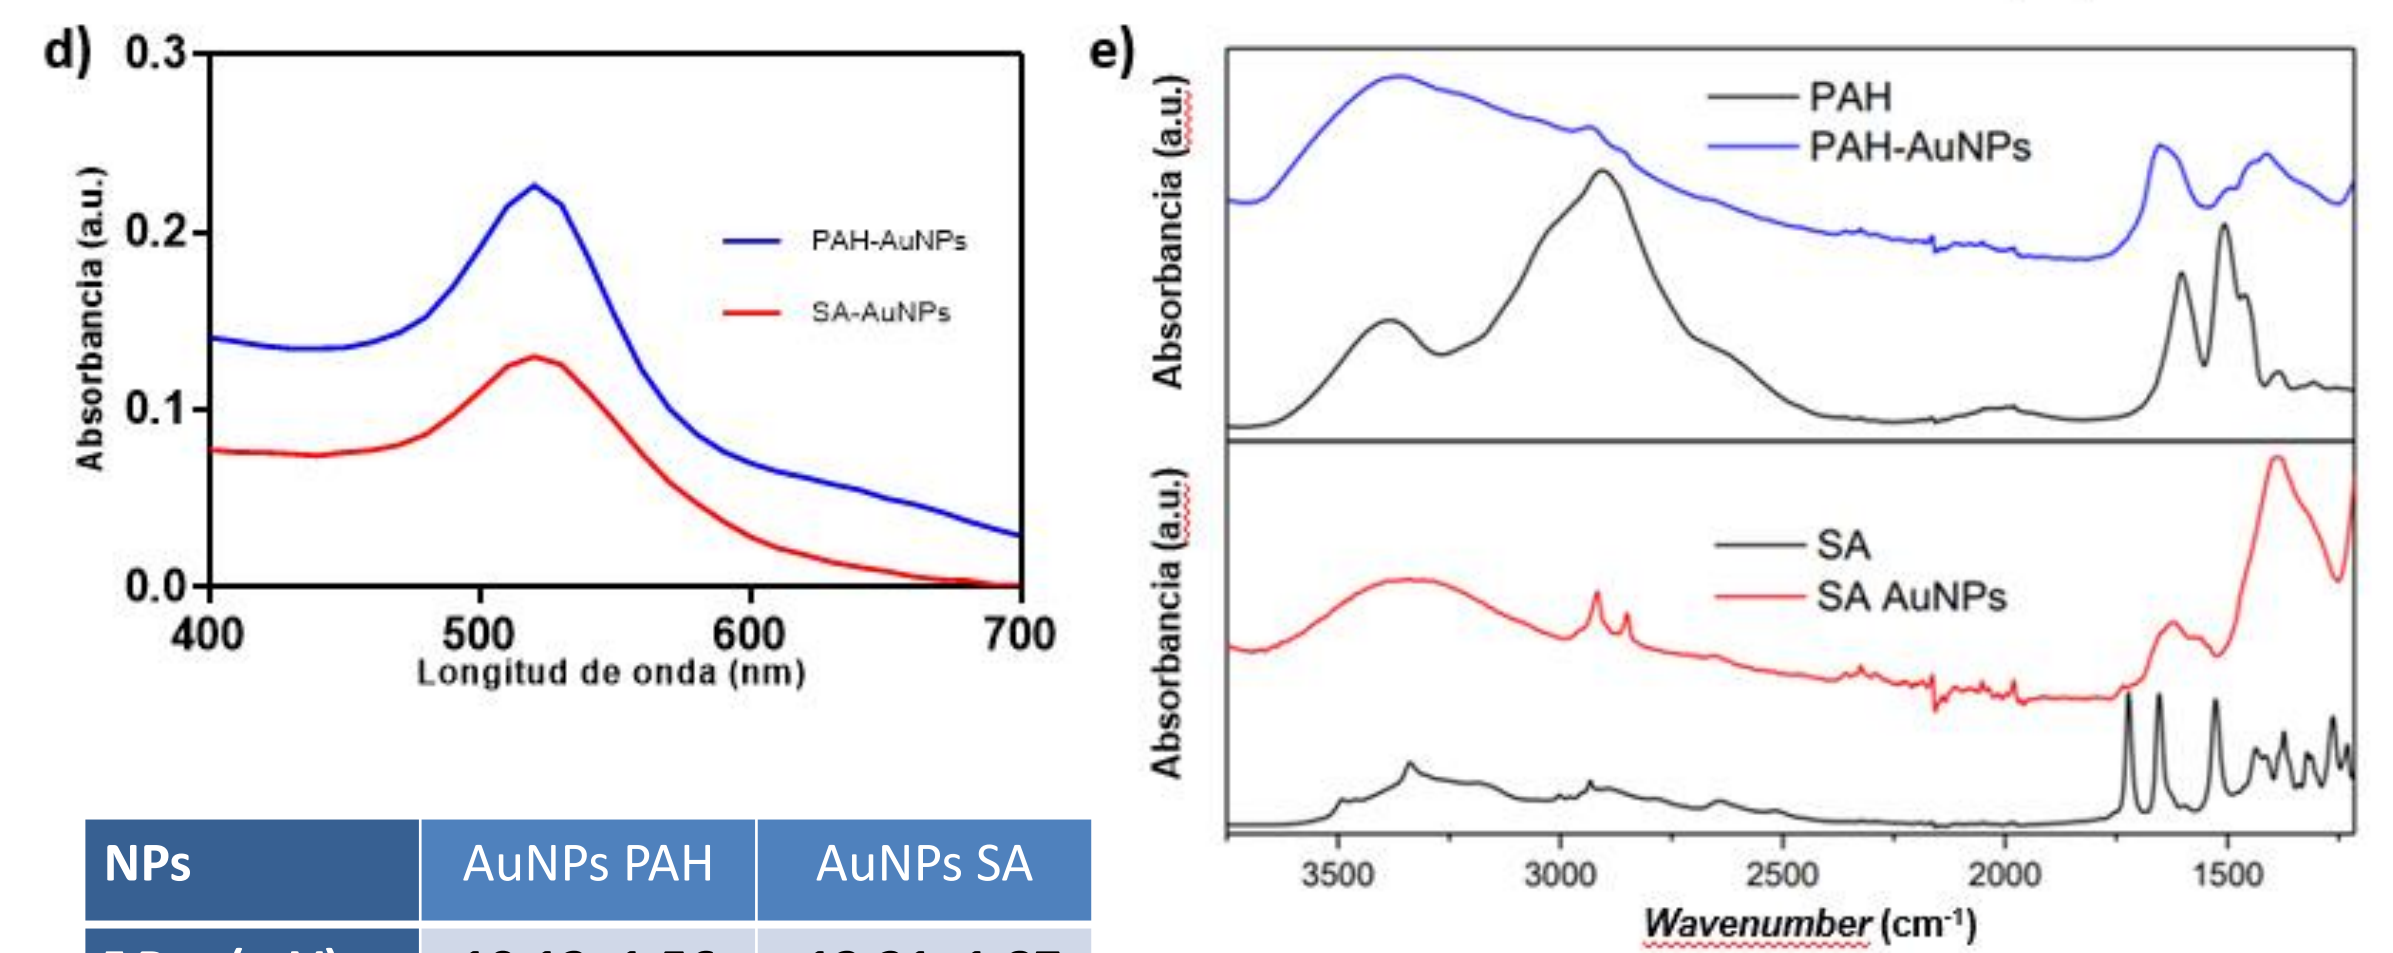 d)
0.3
0.2
0.1
0.0
Absorbancia (a.u.)
PAH-AuNPs
SA-AuNPs
400 500 600 700
Longitud de onda (nm)
e)
Absorbancia (a.u.)
PAH
PAH-AuNPs
Absorbancia (a.u.)
SA
SA AuNPs
3500 3000 2500 2000 1500
Wavenumber (cm-1)
NPs AuNPs PAH AuNPs SA